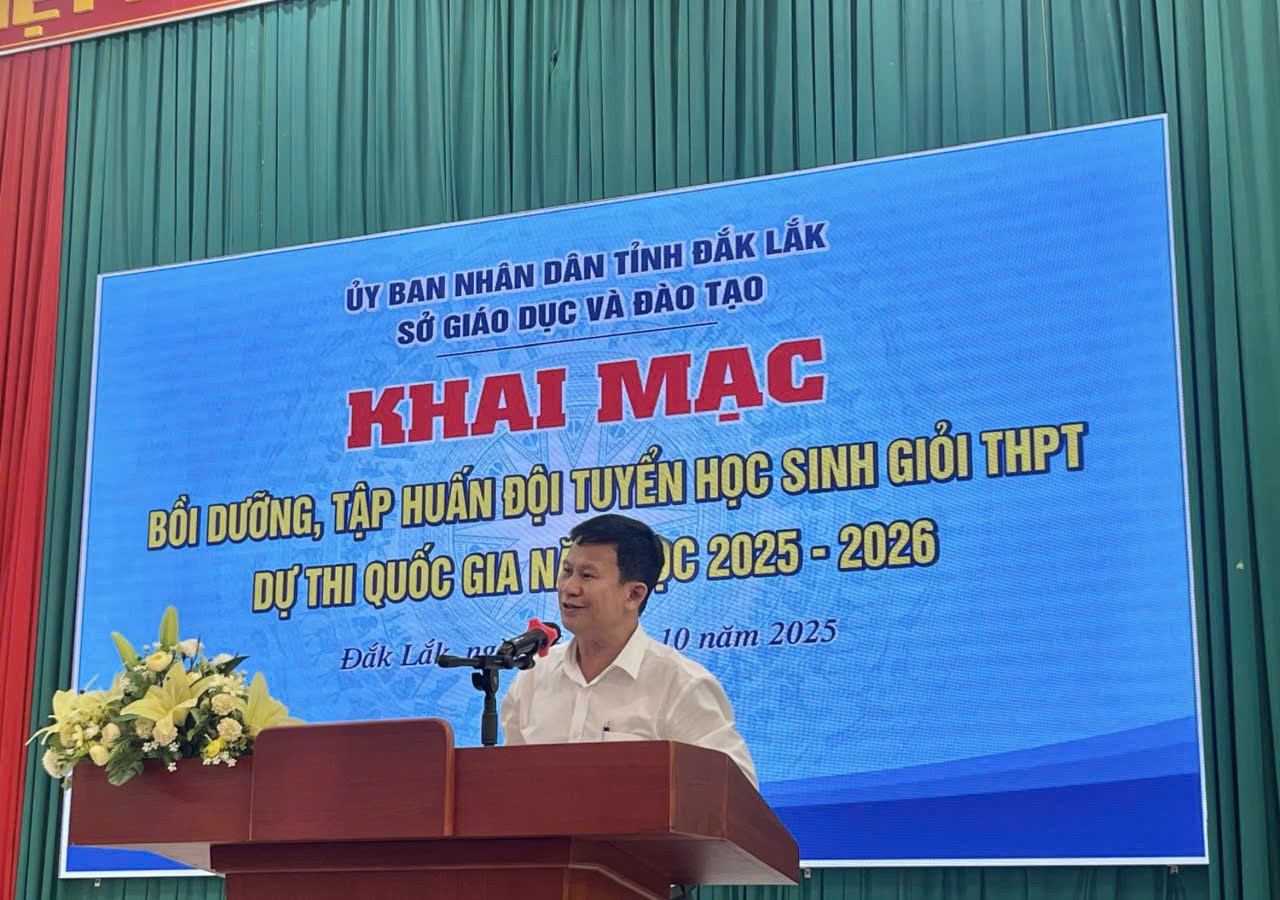 ỦY BAN NHÂN DÂN TỈNH ĐẮK LẮK
SỞ GIÁO DỤC VÀ ĐÀO TẠO
KHAI MẠC
BỒI DƯỠNG, TẬP HUẤN ĐỘI TUYỂN HỌC SINH GIỎI THPT
DỰ THI QUỐC GIA 2025 - 2026
Đắk Lắk, 10 năm 2025